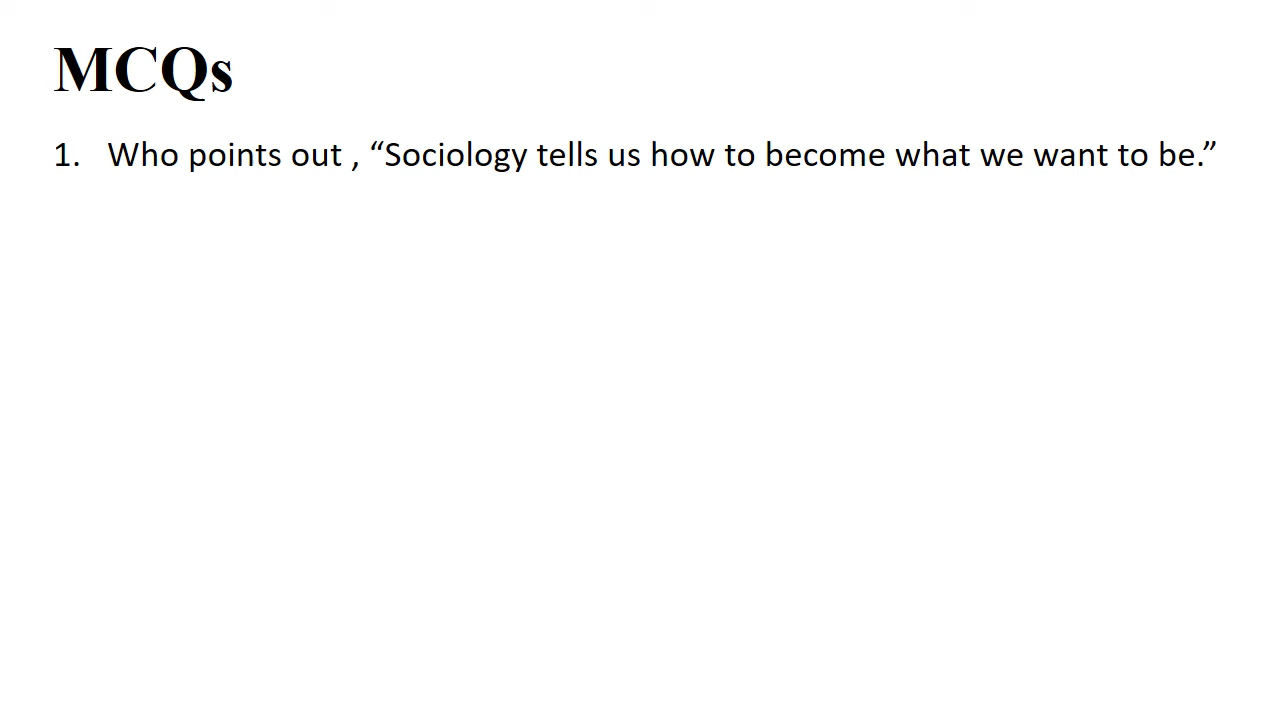 MCQs
1. Who points out , “Sociology tells us how to become what we want to be.”